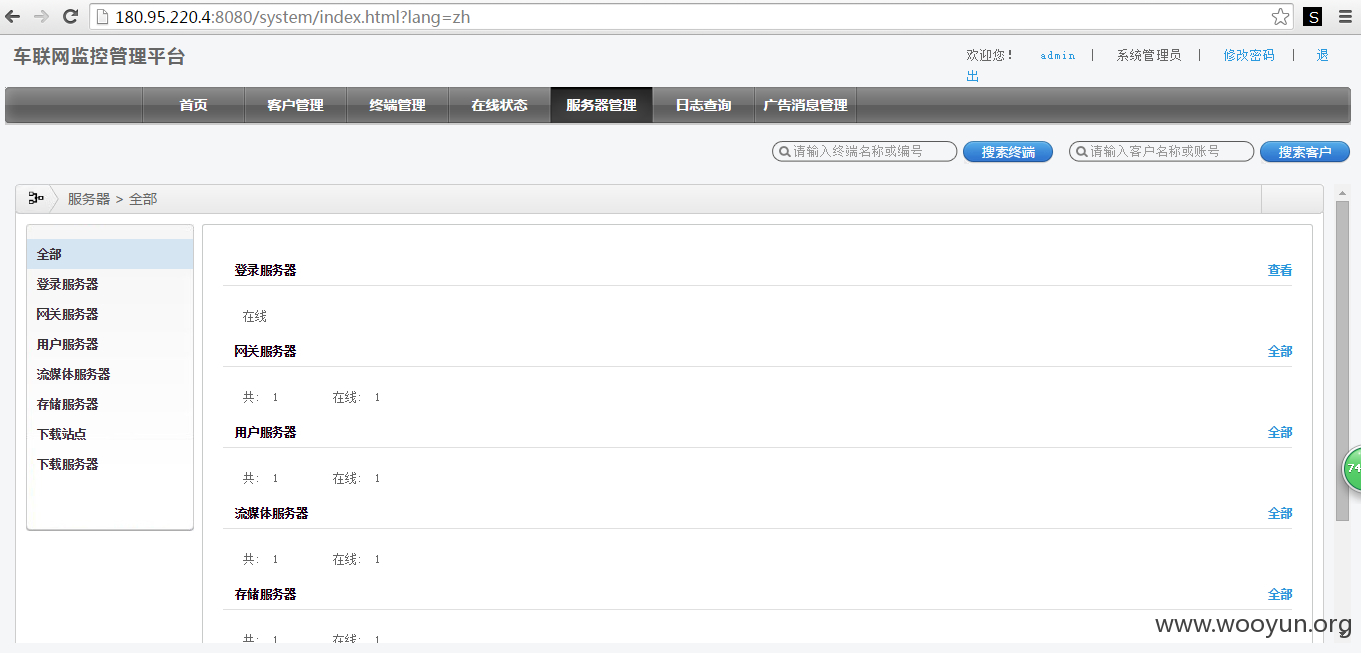 180.95.220.4:8080/system/index.html?lang=zh
S
车联网监控管理平台
欢迎您! admin | 系统管理员 | 修改密码 | 退
出
首页 客户管理 终端管理 在线状态 服务器管理 日志查询 广告消息管理
请输入终端名称或编号 搜索终端 请输入客户名称或账号 搜索客户
服务器 > 全部
全部
登录服务器
网关服务器
用户服务器
流媒体服务器
存储服务器
下载站点
下载服务器
登录服务器 查看
在线
网关服务器 全部
共: 1 在线: 1
用户服务器 全部
共: 1 在线: 1
流媒体服务器 全部
共: 1 在线: 1
存储服务器 全部
共: 1 在线: 1
74
www.wooyun.org